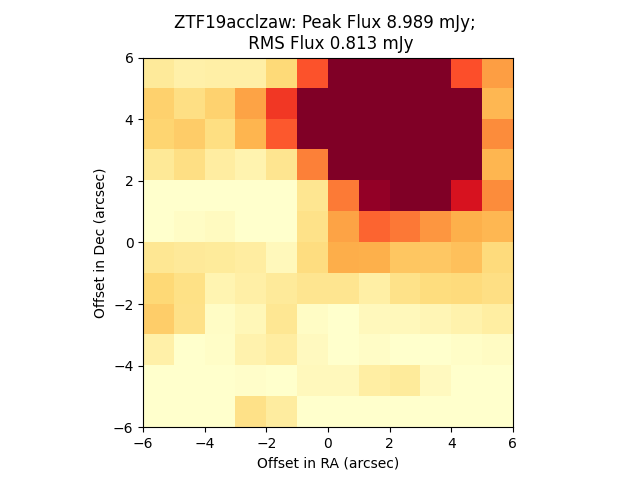 ZTF19acclzaw: Peak Flux 8.989 mJy;
RMS Flux 0.813 mJy
6
4
2
0
−2
−4
−6
Offset in Dec (arcsec)
−6 −4 −2 0 2 4 6
Offset in RA (arcsec)